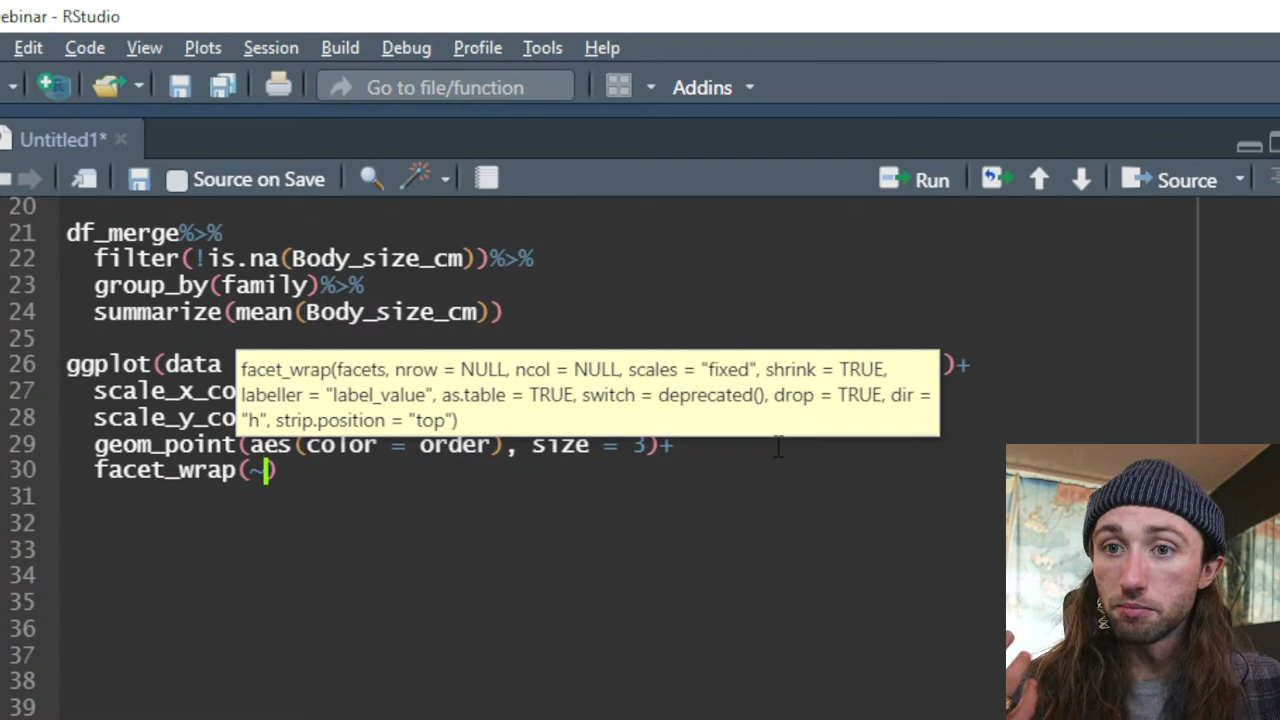 ebinar - RStudio
Edit Code View Plots Session Build Debug Profile Tools Help
Go to file/function Addins
Untitled1*
Source on Save Run Source
20
21 df_merge%>%
22 filter(!is.na(Body_size_cm))%>%
23 group_by(family)%>%
24 summarize(mean(Body_size_cm))
25
26 ggplot(data )+
facet_wrap(facets, nrow = NULL, ncol = NULL, scales = "fixed", shrink = TRUE,
27 scale_x_co
labeller = "label_value", as.table = TRUE, switch = deprecated(), drop = TRUE, dir =
28 scale_y_co
"h", strip.position = "top")
29 geom_point(aes(color = order), size = 3)+
30 facet_wrap(~)
31
32
33
34
35
36
37
38
39